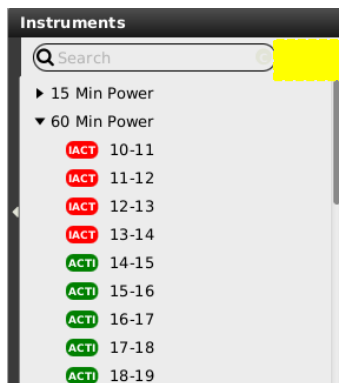 Instruments
Search
15 Min Power
60 Min Power
IACT 10-11
IACT 11-12
IACT 12-13
IACT 13-14
ACTI 14-15
ACTI 15-16
ACTI 16-17
ACTI 17-18
ACTI 18-19